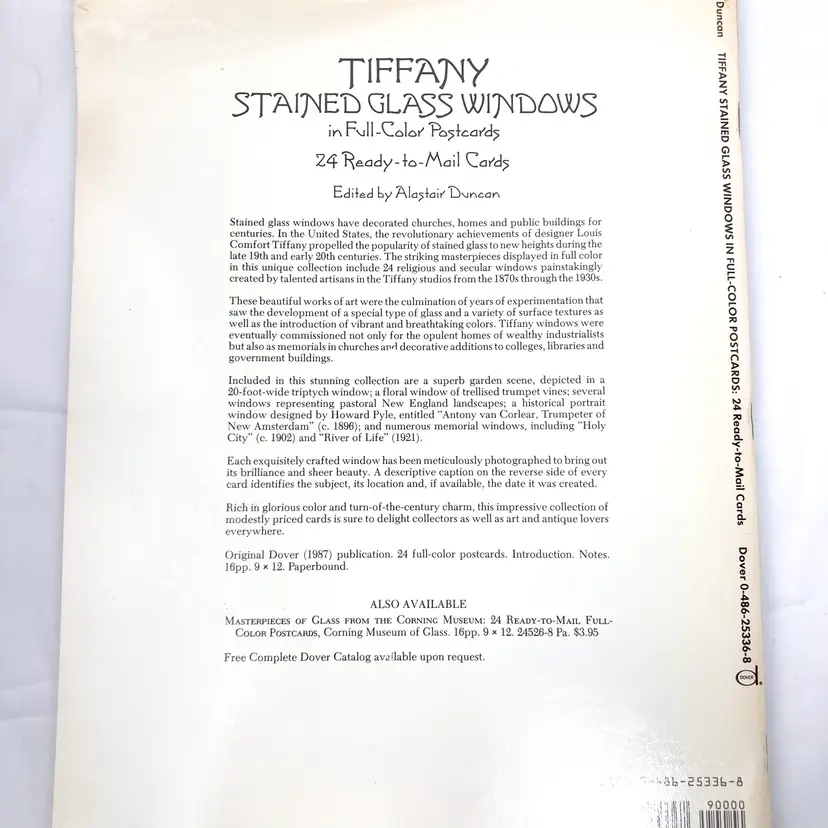 TIFFANY
STAINED GLASS WINDOWS
in Full-Color Postcards
24 Ready-to-Mail Cards
Edited by Alastair Duncan
Stained glass windows have decorated churches, homes and public buildings for
centuries. In the United States, the revolutionary achievements of designer Louis
Comfort Tiffany propelled the popularity of stained glass to new heights during the
late 19th and early 20th centuries. The striking masterpieces displayed in full color
in this unique collection include 24 religious and secular windows painstakingly
created by talented artisans in the Tiffany studios from the 1870s through the 1930s.
These beautiful works of art were the culmination of years of experimentation that
saw the development of a special type of glass and a variety of surface textures as
well as the introduction of vibrant and breathtaking colors. Tiffany windows were
eventually commissioned not only for the opulent homes of wealthy industrialists
but also as memorials in churches and decorative additions to colleges, libraries and
government buildings.
Included in this stunning collection are a superb garden scene, depicted in a
20-foot-wide triptych window; a floral window of trellised trumpet vines; several
windows representing pastoral New England landscapes; a historical portrait
window designed by Howard Pyle, entitled "Antony van Corlear, Trumpeter of
New Amsterdam" (c. 1896); and numerous memorial windows, including "Holy
City" (c. 1902) and "River of Life" (1921).
Each exquisitely crafted window has been meticulously photographed to bring out
its brilliance and sheer beauty. A descriptive caption on the reverse side of every
card identifies the subject, its location and, if available, the date it was created.
Rich in glorious color and turn-of-the-century charm, this impressive collection of
modestly priced cards is sure to delight collectors as well as art and antique lovers
everywhere.
Original Dover (1987) publication. 24 full-color postcards. Introduction. Notes.
16pp. 9 × 12. Paperbound.
ALSO AVAILABLE
MASTERPIECES OF GLASS FROM THE CORNING MUSEUM: 24 READY-TO-MAIL FULL-
COLOR POSTCARDS, Corning Museum of Glass. 16pp. 9 × 12. 24526-8 Pa. $3.95
Free Complete Dover Catalog available upon request.
Duncan TIFFANY STAINED GLASS WINDOWS IN FULL-COLOR POSTCARDS: 24 Ready-to-Mail Cards Dover 0-486-25336-8
DOVER
-486-25336-8
90000